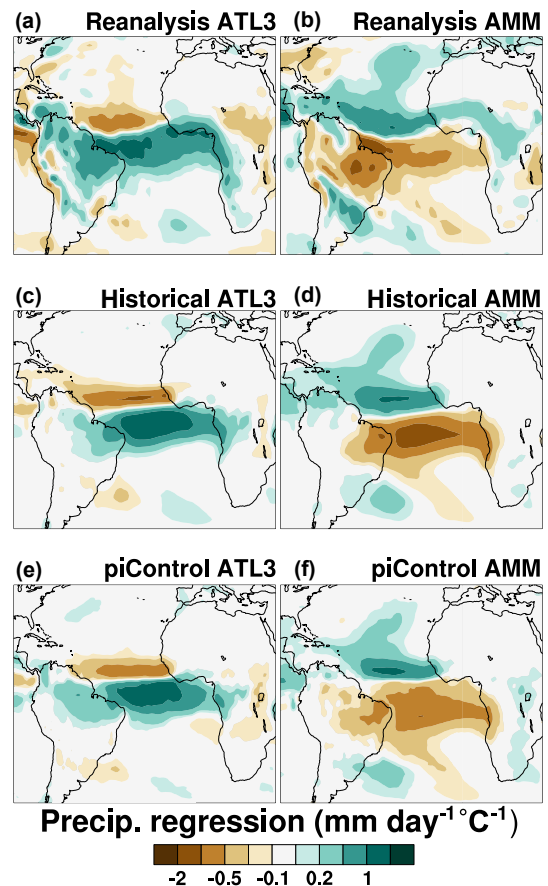 (a) Reanalysis ATL3
(b) Reanalysis AMM
(c) Historical ATL3
(d) Historical AMM
(e) piControl ATL3
(f) piControl AMM
Precip. regression (mm day⁻¹ °C⁻¹)
-2 -0.5 -0.1 0.2 1